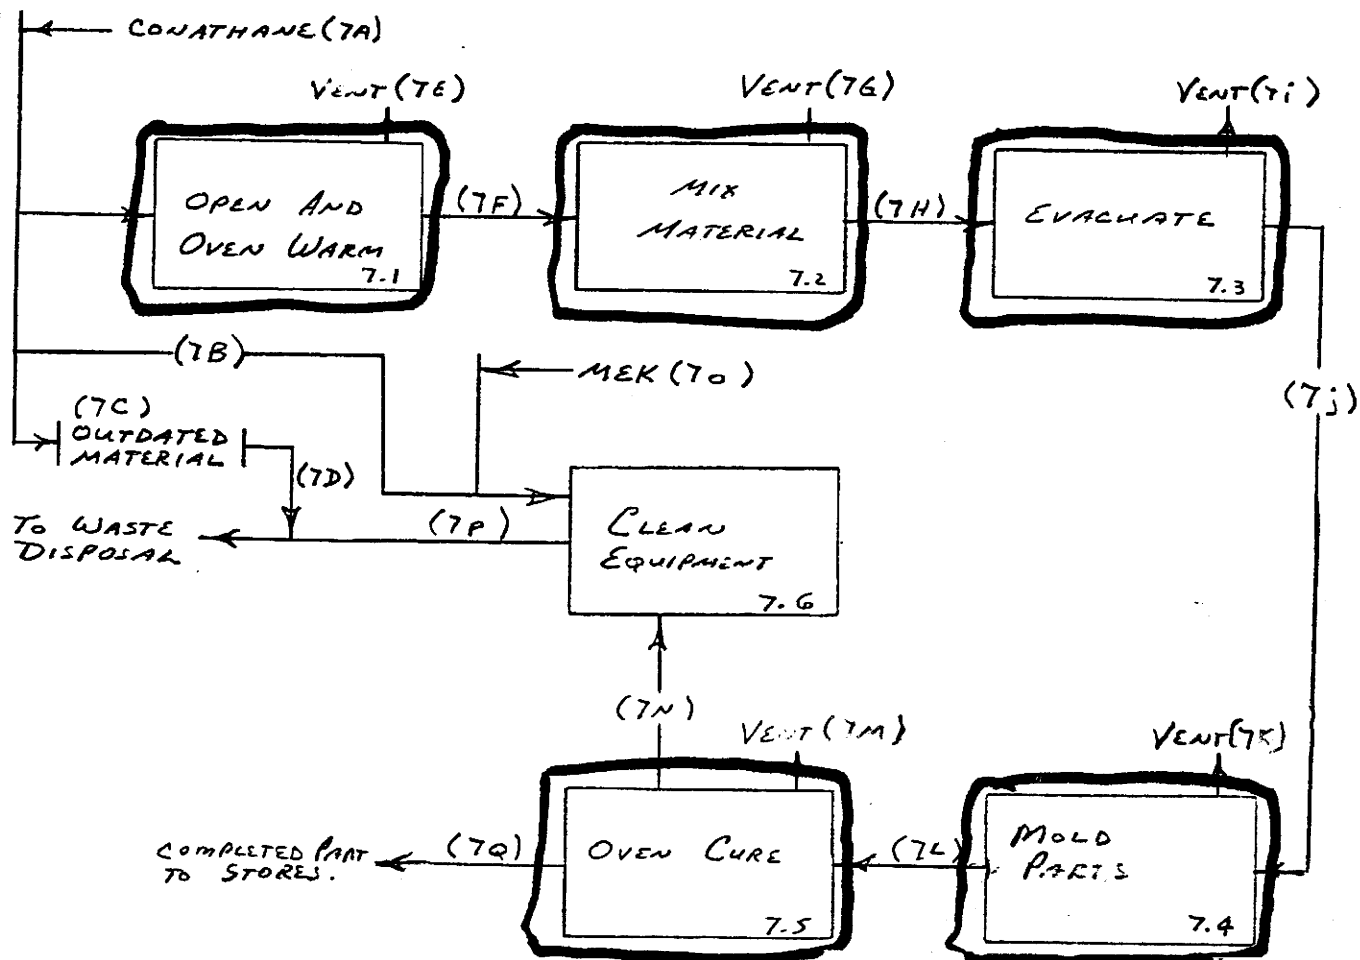 CONATHANE (7A)
VENT (7E)
VENT (7G)
VENT (7i)
OPEN AND
OVEN WARM
7.1
(7F)
MIX
MATERIAL
7.2
(7H)
EVACUATE
7.3
(7B)
MEK (7O)
(7j)
(7C)
OUTDATED
MATERIAL
(7D)
TO WASTE
DISPOSAL
(7P)
CLEAN
EQUIPMENT
7.6
(7N)
VENT (7M)
VENT (7K)
COMPLETED PART
TO STORES.
(7Q)
OVEN CURE
7.5
(7L)
MOLD
PARTS
7.4